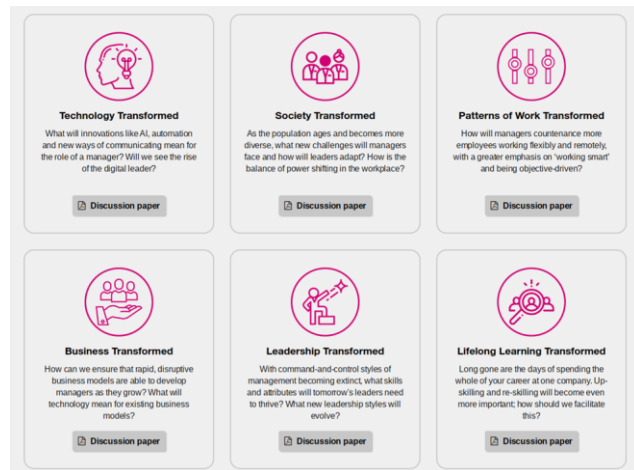 Technology Transformed
What will innovations like AI, automation
and new ways of communicating mean for
the role of a manager? Will we see the rise
of the digital leader?
Discussion paper
Society Transformed
As the population ages and becomes more
diverse, what new challenges will managers
face and how will leaders adapt? How is the
balance of power shifting in the workplace?
Discussion paper
Patterns of Work Transformed
How will managers countenance more
employees working flexibly and remotely,
with a greater emphasis on 'working smart'
and being objective-driven?
Discussion paper
Business Transformed
How can we ensure that rapid, disruptive
business models are able to develop
managers as they grow? What will
technology mean for existing business
models?
Discussion paper
Leadership Transformed
With command-and-control styles of
management becoming extinct, what skills
and attributes will tomorrow's leaders need
to thrive? What new leadership styles will
evolve?
Discussion paper
Lifelong Learning Transformed
Long gone are the days of spending the
whole of your career at one company. Up-
skilling and re-skilling will become even
more important; how should we facilitate
this?
Discussion paper